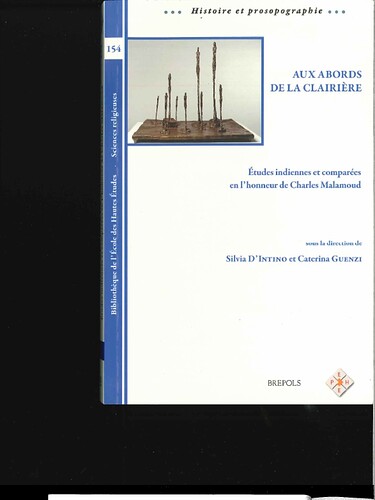 ••• Histoire et prosopographie •••
154
Bibliothèque de l'École des Hautes Études
Sciences religieuses
AUX ABORDS
DE LA CLAIRIÈRE
Études indiennes et comparées
en l'honneur de Charles Malamoud
sous la direction de
Silvia D'INTINO et Caterina GUENZI
BREPOLS
E
P H
E